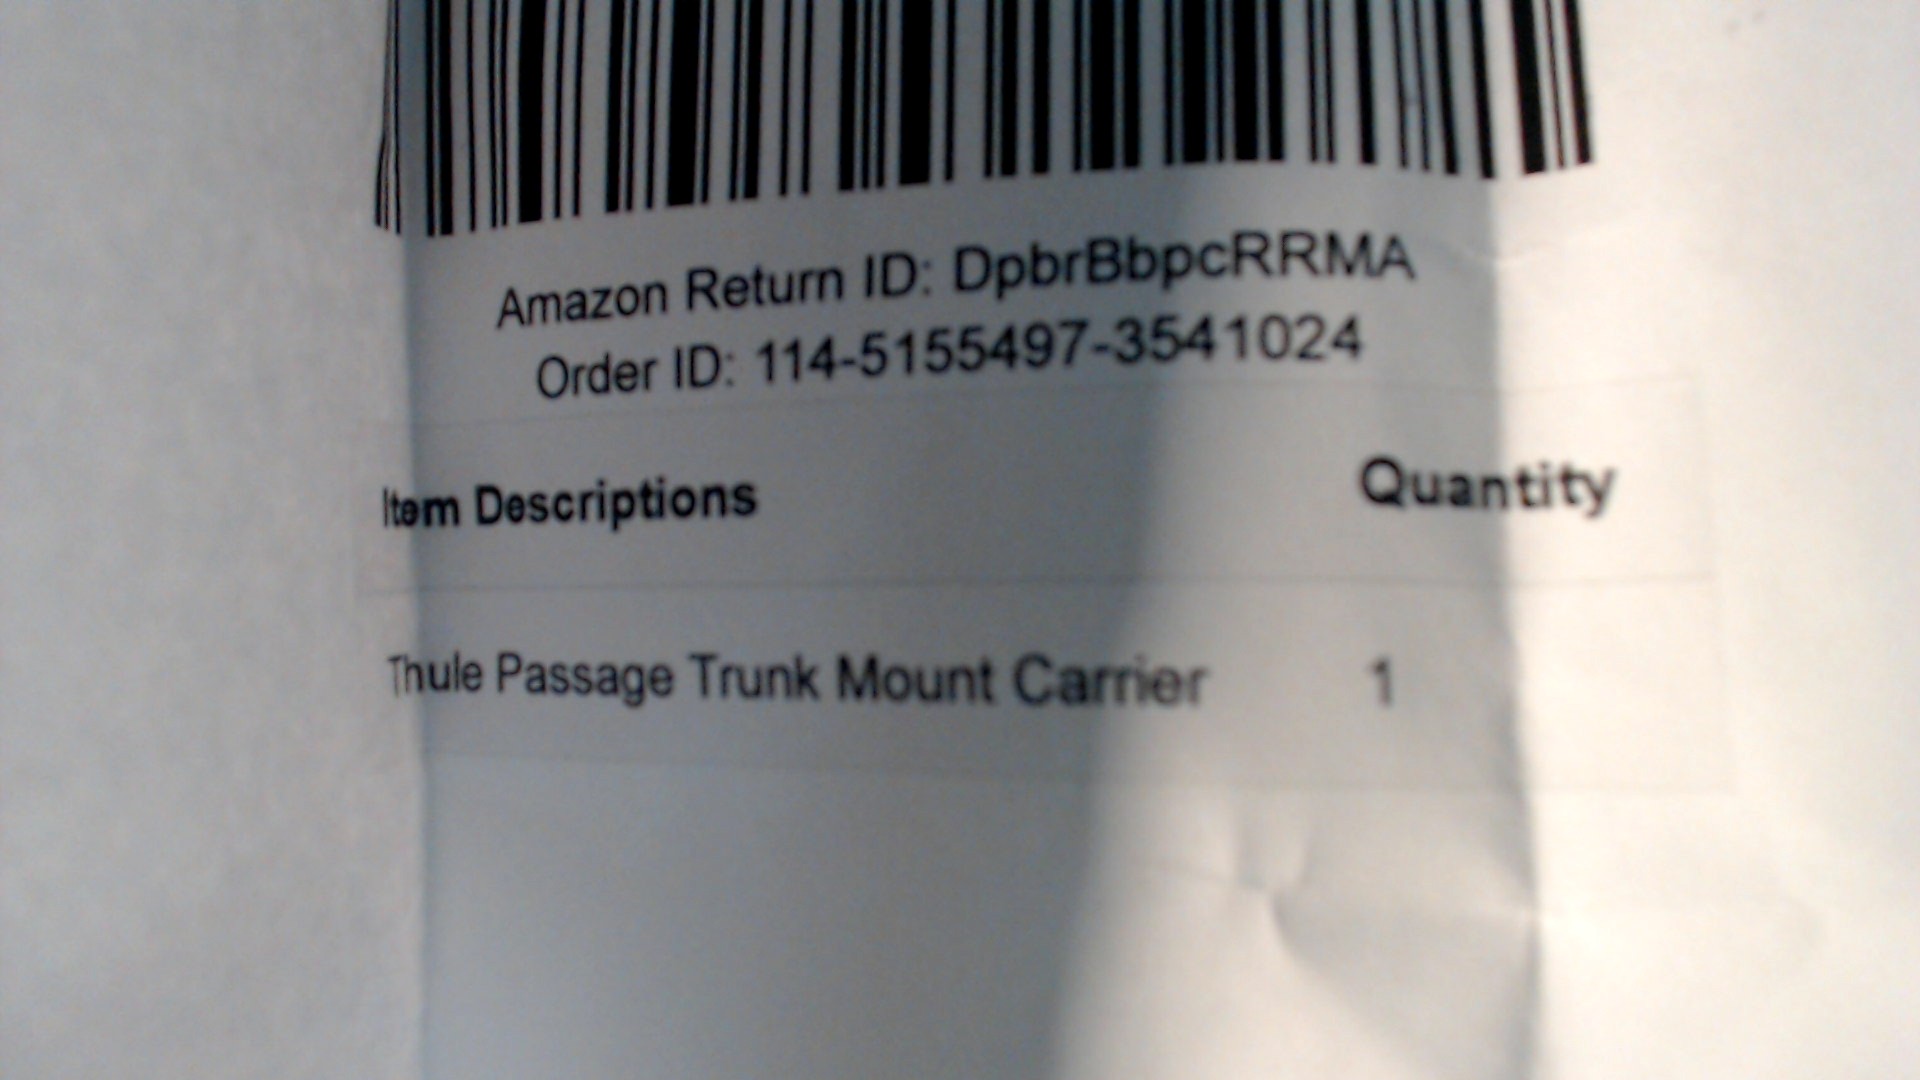 Amazon Return ID: DpbrBbpcRRMA
Order ID: 114-5155497-3541024
Item Descriptions Quantity
Thule Passage Trunk Mount Carrier 1